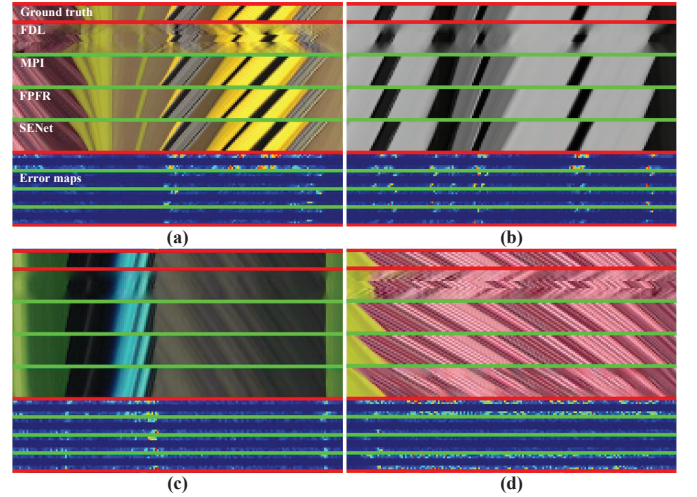 Ground truth
FDL
MPI
FPFR
SENet
Error maps
(a)
(b)
(c)
(d)